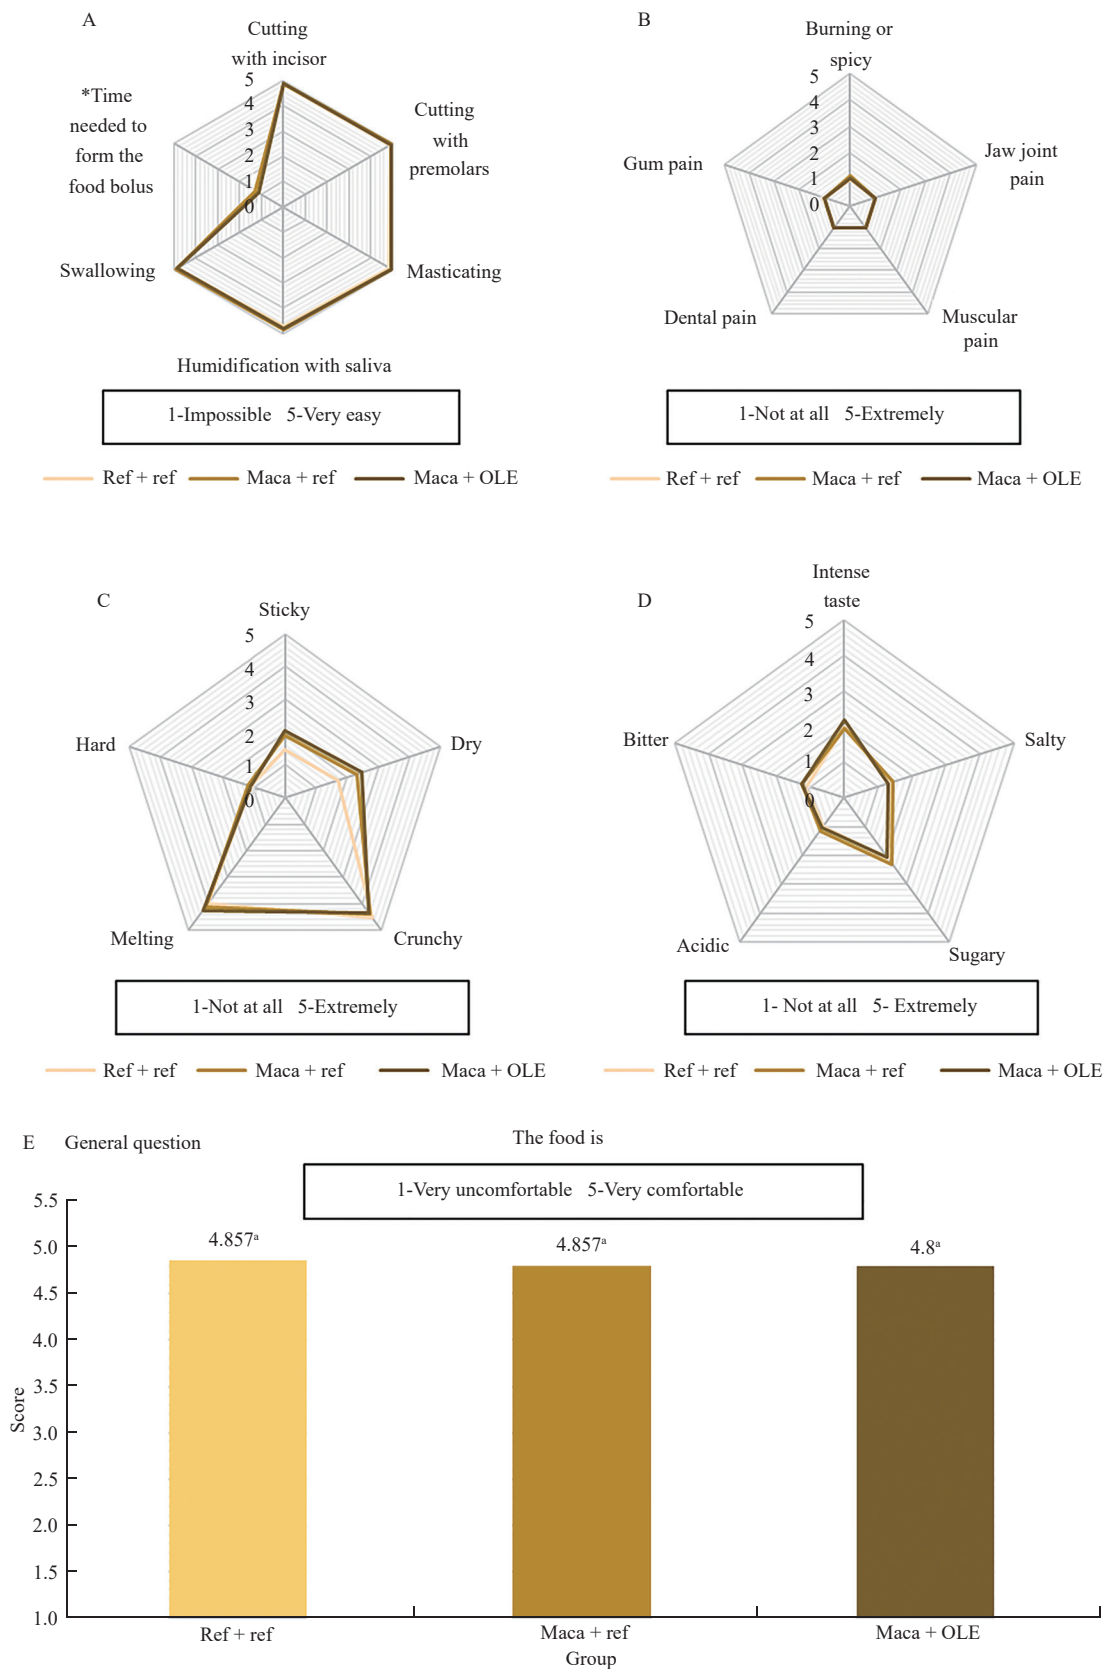 A
Cutting
with incisor
5
4
3
2
1
0
*Time
needed to
form the
food bolus
Cutting
with
premolars
Swallowing
Masticating
Humidification with saliva
1-Impossible 5-Very easy
Ref + ref Maca + ref Maca + OLE
B
Burning or
spicy
5
4
3
2
1
0
Gum pain
Jaw joint
pain
Dental pain
Muscular
pain
1-Not at all 5-Extremely
Ref + ref Maca + ref Maca + OLE
C
Sticky
5
4
3
2
1
0
Hard
Dry
Melting
Crunchy
1-Not at all 5-Extremely
Ref + ref Maca + ref Maca + OLE
D
Intense
taste
5
4
3
2
1
0
Bitter
Salty
Acidic
Sugary
1- Not at all 5- Extremely
Ref + ref Maca + ref Maca + OLE
E General question
The food is
1-Very uncomfortable 5-Very comfortable
5.5
5.0
4.5
4.0
3.5
3.0
2.5
2.0
1.5
1.0
Score
4.857ᵃ
4.857ᵃ
4.8ᵃ
Ref + ref
Maca + ref
Maca + OLE
Group